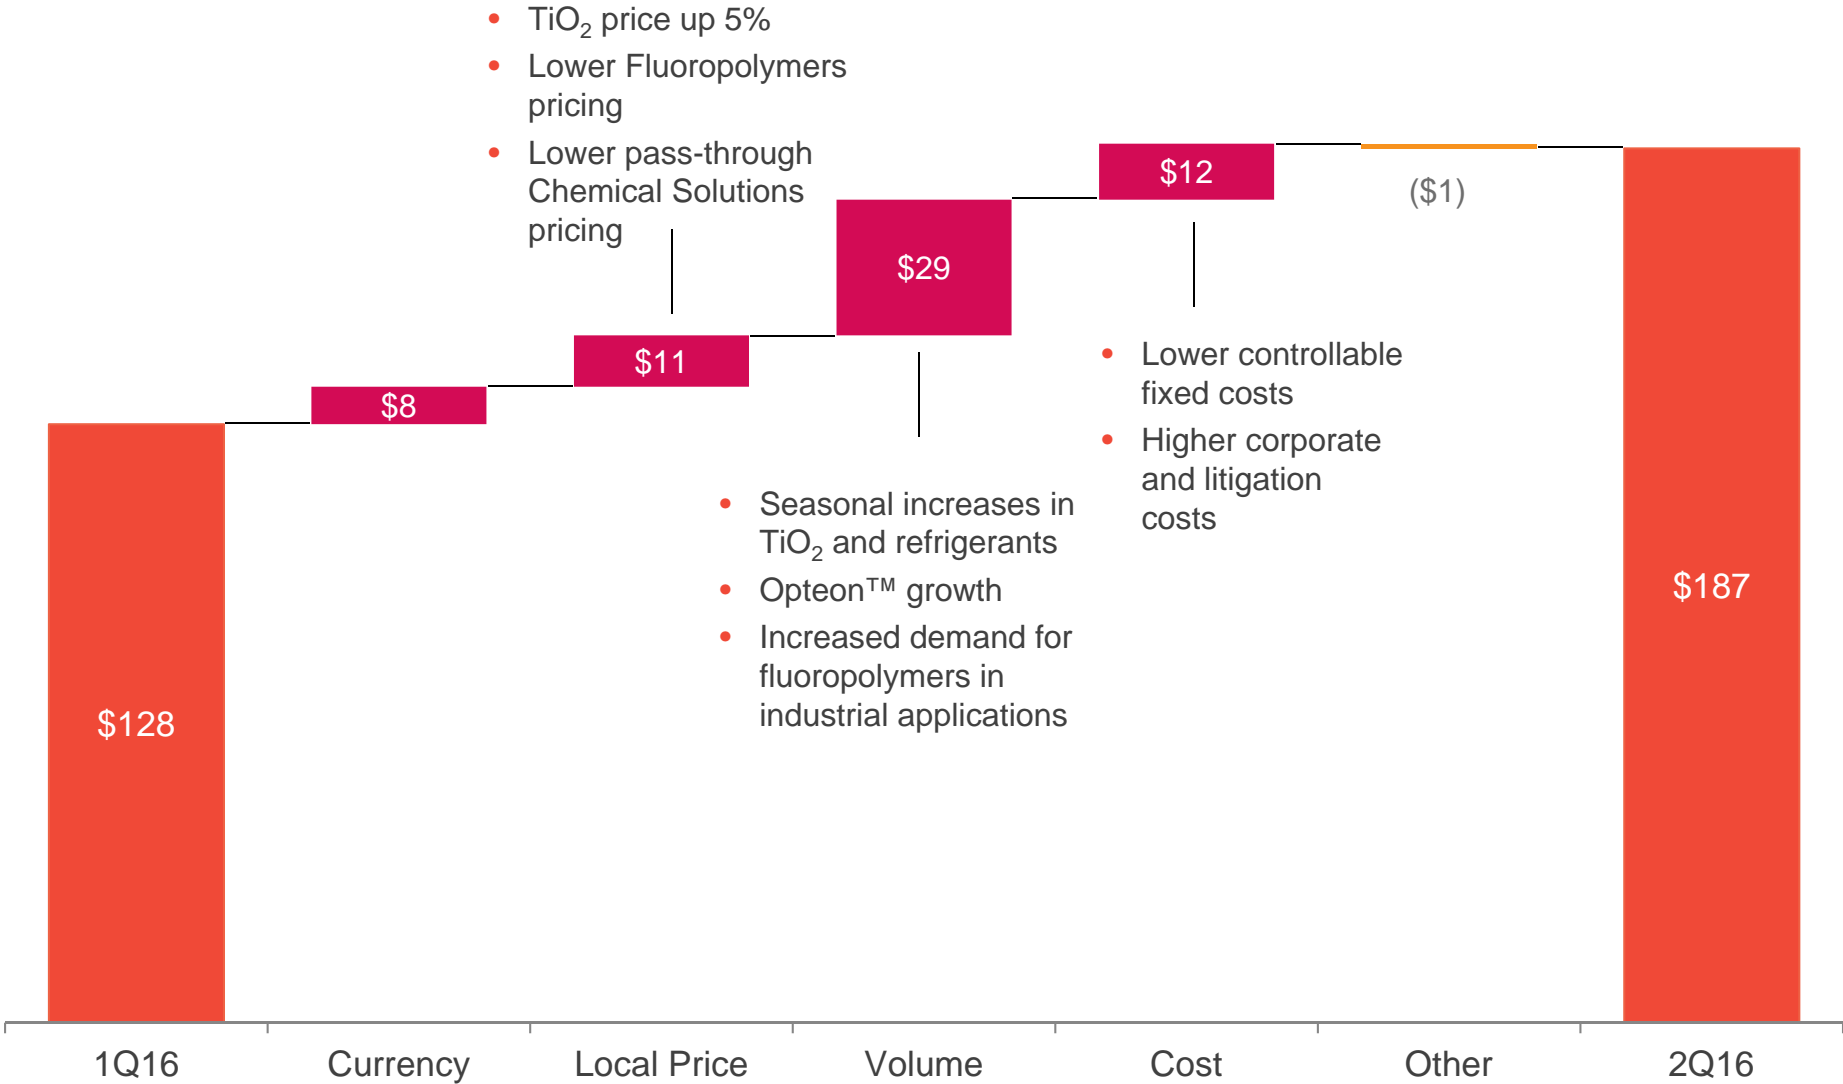 • TiO₂ price up 5%
• Lower Fluoropolymers
pricing
• Lower pass-through
Chemical Solutions
pricing
$128
$8
$11
$29
$12
($1)
$187
• Seasonal increases in
TiO₂ and refrigerants
• Opteon™ growth
• Increased demand for
fluoropolymers in
industrial applications
• Lower controllable
fixed costs
• Higher corporate
and litigation
costs
1Q16
Currency
Local Price
Volume
Cost
Other
2Q16